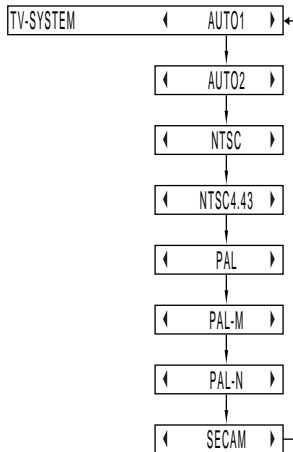 TV-SYSTEM AUTO1
AUTO2
NTSC
NTSC4.43
PAL
PAL-M
PAL-N
SECAM